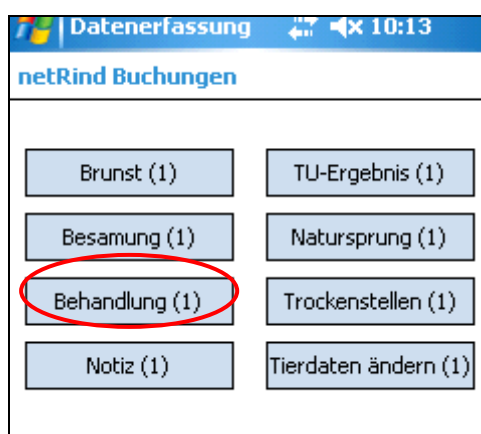 Datenerfassung 10:13
netRind Buchungen
Brunst (1) TU-Ergebnis (1)
Besamung (1) Natursprung (1)
Behandlung (1) Trockenstellen (1)
Notiz (1) Tierdaten ändern (1)